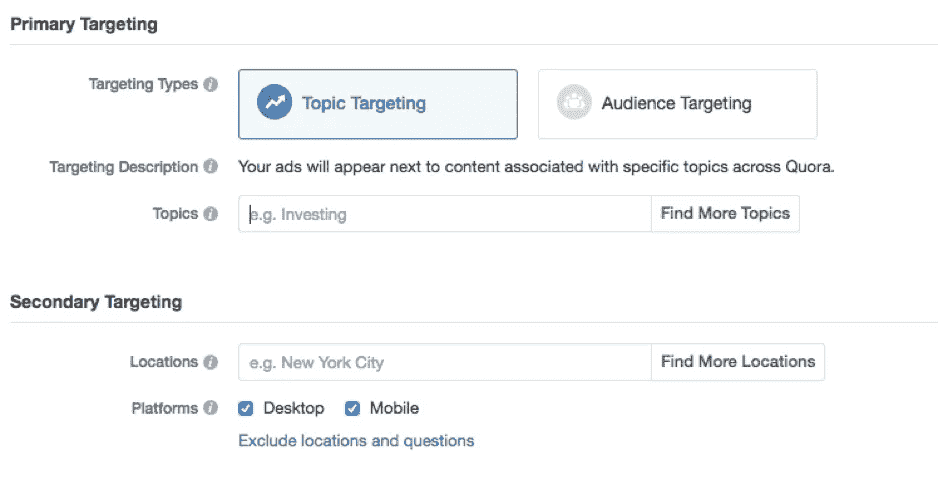 Primary Targeting
Targeting Types
Topic Targeting
Audience Targeting
Targeting Description
Your ads will appear next to content associated with specific topics across Quora.
Topics
e.g. Investing
Find More Topics
Secondary Targeting
Locations
e.g. New York City
Find More Locations
Platforms
Desktop
Mobile
Exclude locations and questions